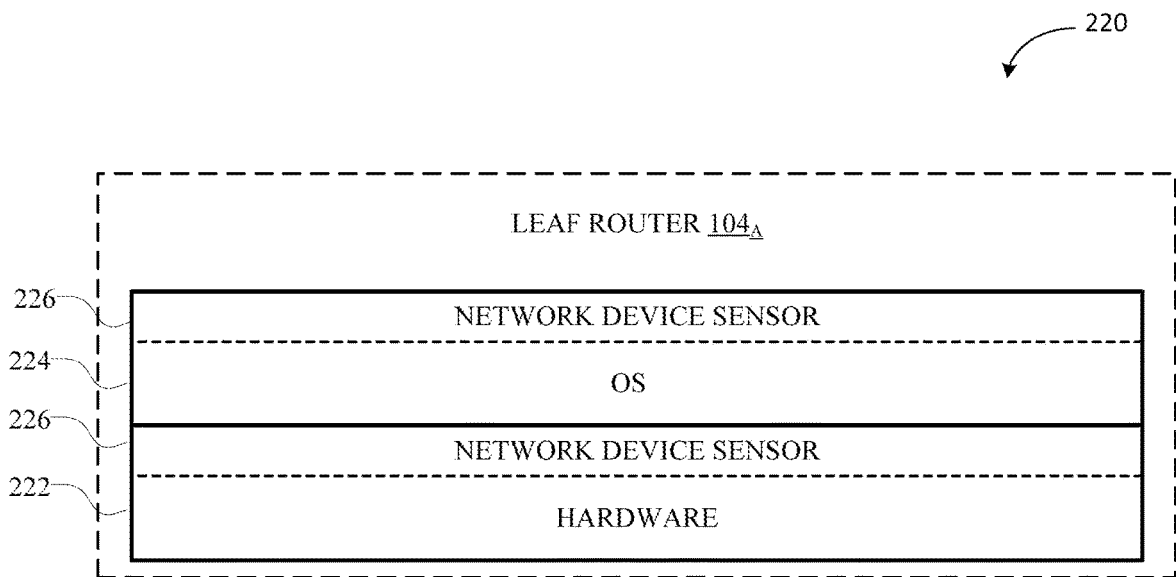 220
LEAF ROUTER 104A
226
NETWORK DEVICE SENSOR
224
OS
226
NETWORK DEVICE SENSOR
222
HARDWARE